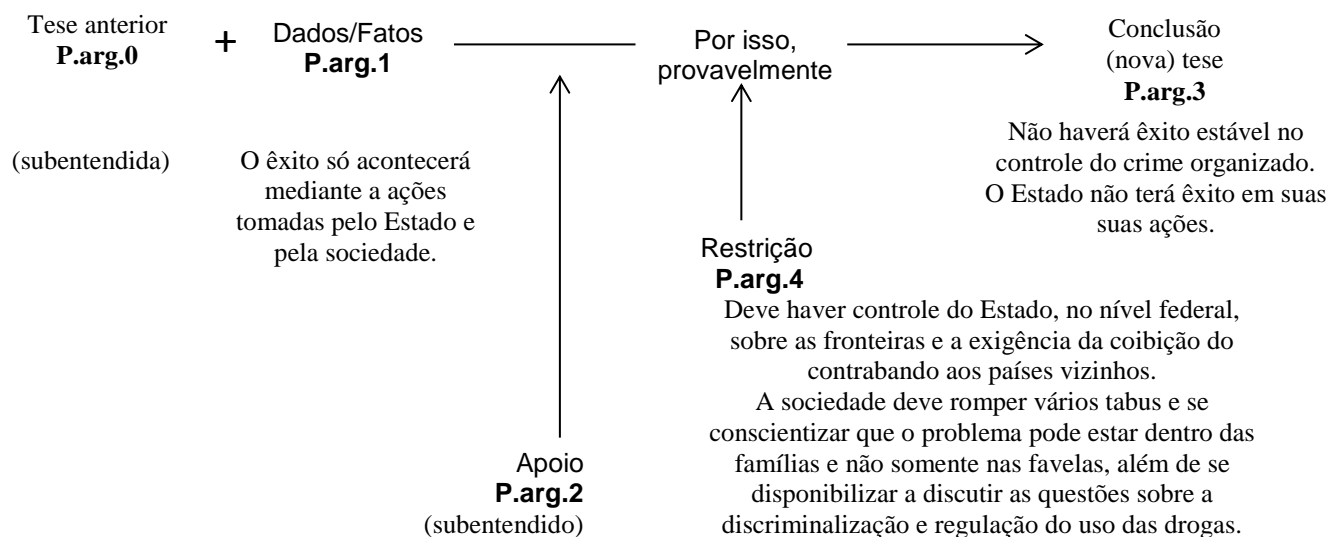 Tese anterior
P.arg.0
+
Dados/Fatos
P.arg.1
Por isso,
provavelmente
Conclusão
(nova) tese
P.arg.3
(subentendida)
O êxito só acontecerá
mediante a ações
tomadas pelo Estado e
pela sociedade.
Não haverá êxito estável no
controle do crime organizado.
O Estado não terá êxito em suas
suas ações.
Restrição
P.arg.4
Deve haver controle do Estado, no nível federal,
sobre as fronteiras e a exigência da coibição do
contrabando aos países vizinhos.
A sociedade deve romper vários tabus e se
conscientizar que o problema pode estar dentro das
famílias e não somente nas favelas, além de se
disponibilizar a discutir as questões sobre a
discriminalização e regulação do uso das drogas.
Apoio
P.arg.2
(subentendido)